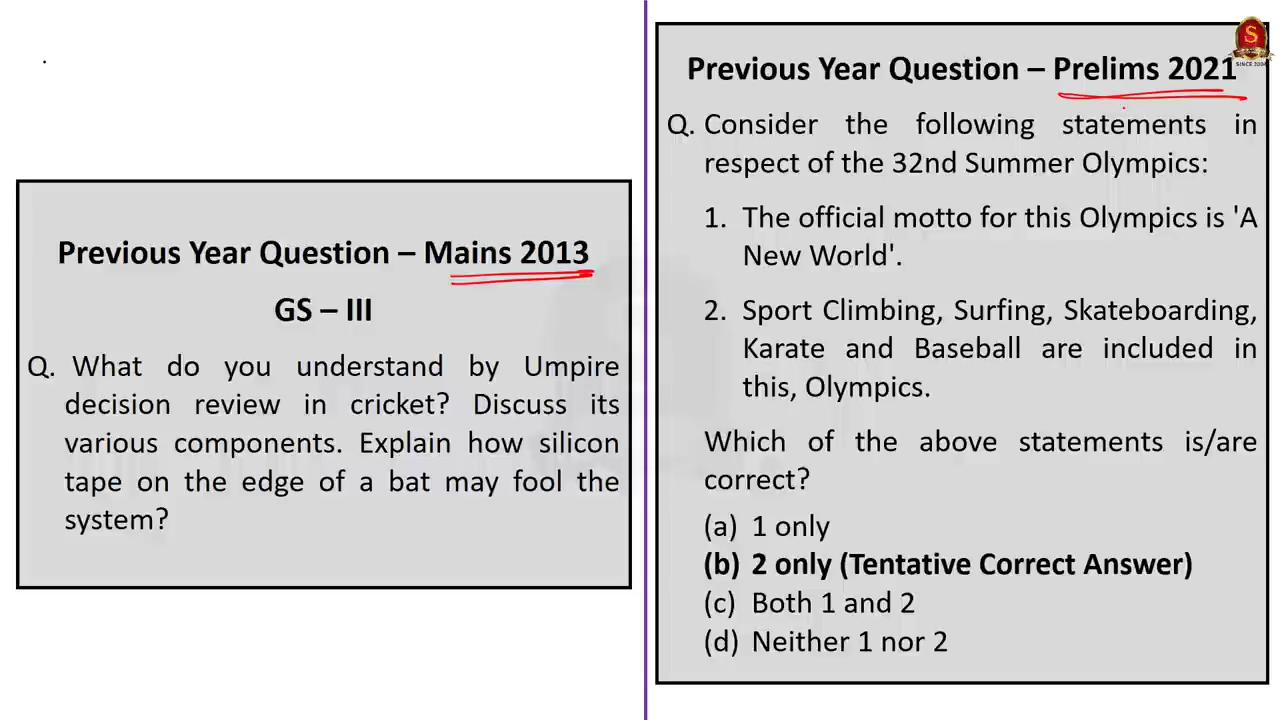 Previous Year Question – Mains 2013
GS – III
Q. What do you understand by Umpire
decision review in cricket? Discuss its
various components. Explain how silicon
tape on the edge of a bat may fool the
system?
S
SINCE 2004
Previous Year Question – Prelims 2021
Q. Consider the following statements in
respect of the 32nd Summer Olympics:
1. The official motto for this Olympics is 'A
New World'.
2. Sport Climbing, Surfing, Skateboarding,
Karate and Baseball are included in
this, Olympics.
Which of the above statements is/are
correct?
(a) 1 only
(b) 2 only (Tentative Correct Answer)
(c) Both 1 and 2
(d) Neither 1 nor 2